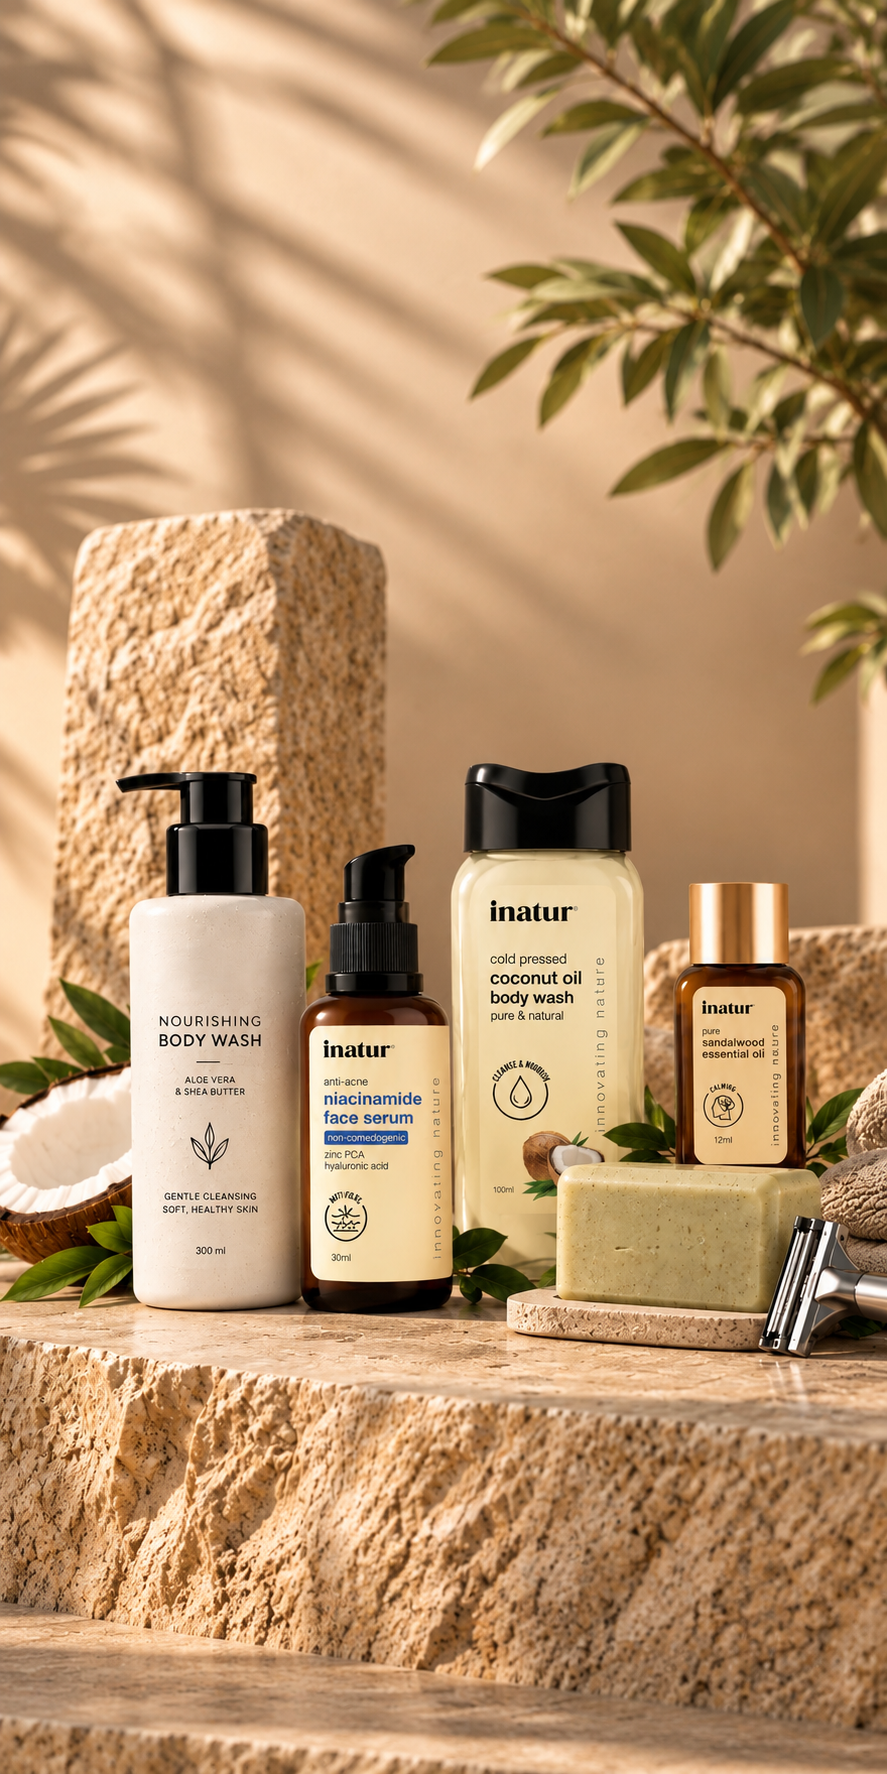 NOURISHING
BODY WASH
ALOE VERA
& SHEA BUTTER
GENTLE CLEANSING
SOFT, HEALTHY SKIN
300 ml
inatur
anti-acne
niacinamide
face serum
non-comedogenic
zinc PCA
hyaluronic acid
30ml
innovating nature
inatur
cold pressed
coconut oil
body wash
pure & natural
CLEANSE & NOURISH
100ml
innovating nature
inatur
pure
sandalwood
essential oil
CALMING
12ml
innovating nature